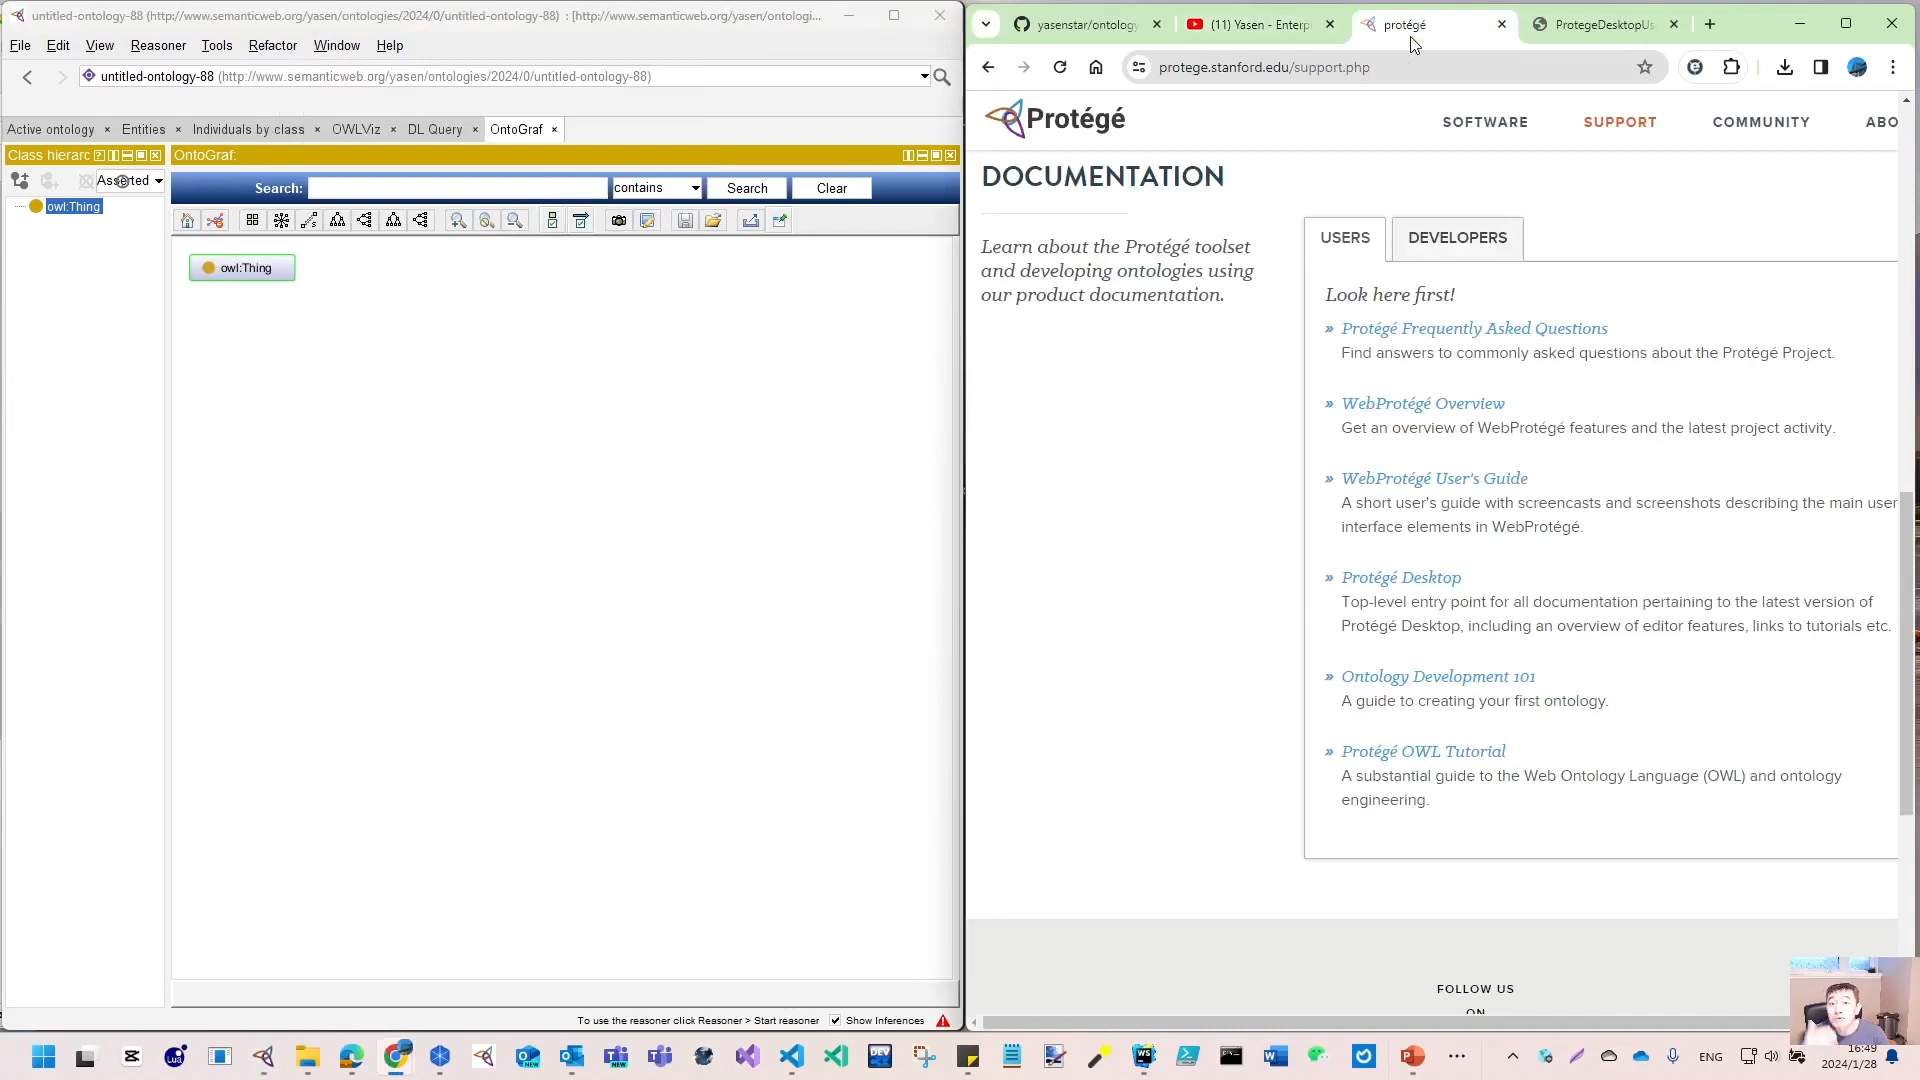 untitled-ontology-88 (http://www.semanticweb.org/yasen/ontologies/2024/0/untitled-ontology-88) : [http://www.semanticweb.org/yasen/ontologi...
File Edit View Reasoner Tools Refactor Window Help
untitled-ontology-88 (http://www.semanticweb.org/yasen/ontologies/2024/0/untitled-ontology-88)
Active ontology × Entities × Individuals by class × OWLViz × DL Query × OntoGraf ×
Class hierarc
OntoGraf:
Asserted
Search: contains Search Clear
owl:Thing
owl:Thing
To use the reasoner click Reasoner > Start reasoner Show Inferences
yasenstar/ontology
(11) Yasen - Enterp
protégé
ProtegeDesktopUs
protege.stanford.edu/support.php
Protégé
SOFTWARE SUPPORT COMMUNITY ABO
DOCUMENTATION
Learn about the Protégé toolset
and developing ontologies using
our product documentation.
USERS DEVELOPERS
Look here first!
» Protégé Frequently Asked Questions
Find answers to commonly asked questions about the Protégé Project.
» WebProtégé Overview
Get an overview of WebProtégé features and the latest project activity.
» WebProtégé User's Guide
A short user's guide with screencasts and screenshots describing the main user
interface elements in WebProtégé.
» Protégé Desktop
Top-level entry point for all documentation pertaining to the latest version of
Protégé Desktop, including an overview of editor features, links to tutorials etc.
» Ontology Development 101
A guide to creating your first ontology.
» Protégé OWL Tutorial
A substantial guide to the Web Ontology Language (OWL) and ontology
engineering.
FOLLOW US
ON
ENG
16:49
2024/1/28